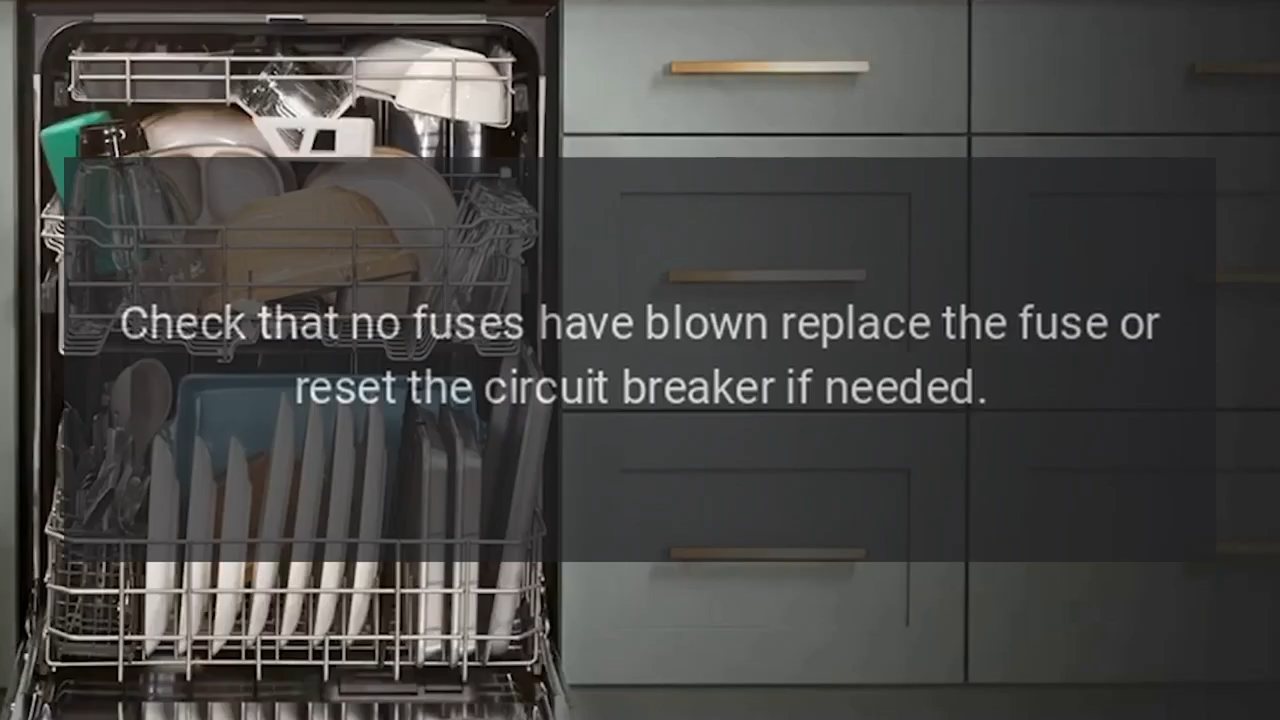 Check that no fuses have blown replace the fuse or
reset the circuit breaker if needed.